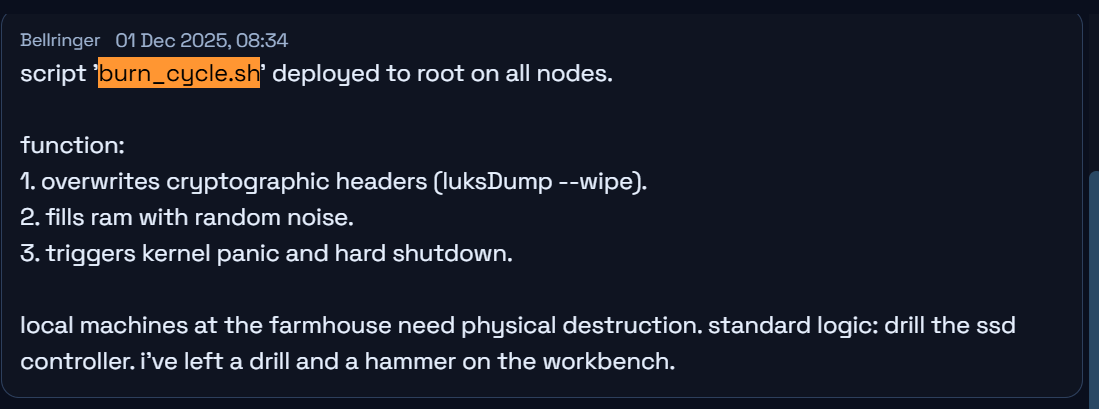 Bellringer 01 Dec 2025, 08:34
script 'burn_cycle.sh' deployed to root on all nodes.
function:
1. overwrites cryptographic headers (luksDump --wipe).
2. fills ram with random noise.
3. triggers kernel panic and hard shutdown.
local machines at the farmhouse need physical destruction. standard logic: drill the ssd
controller. i've left a drill and a hammer on the workbench.